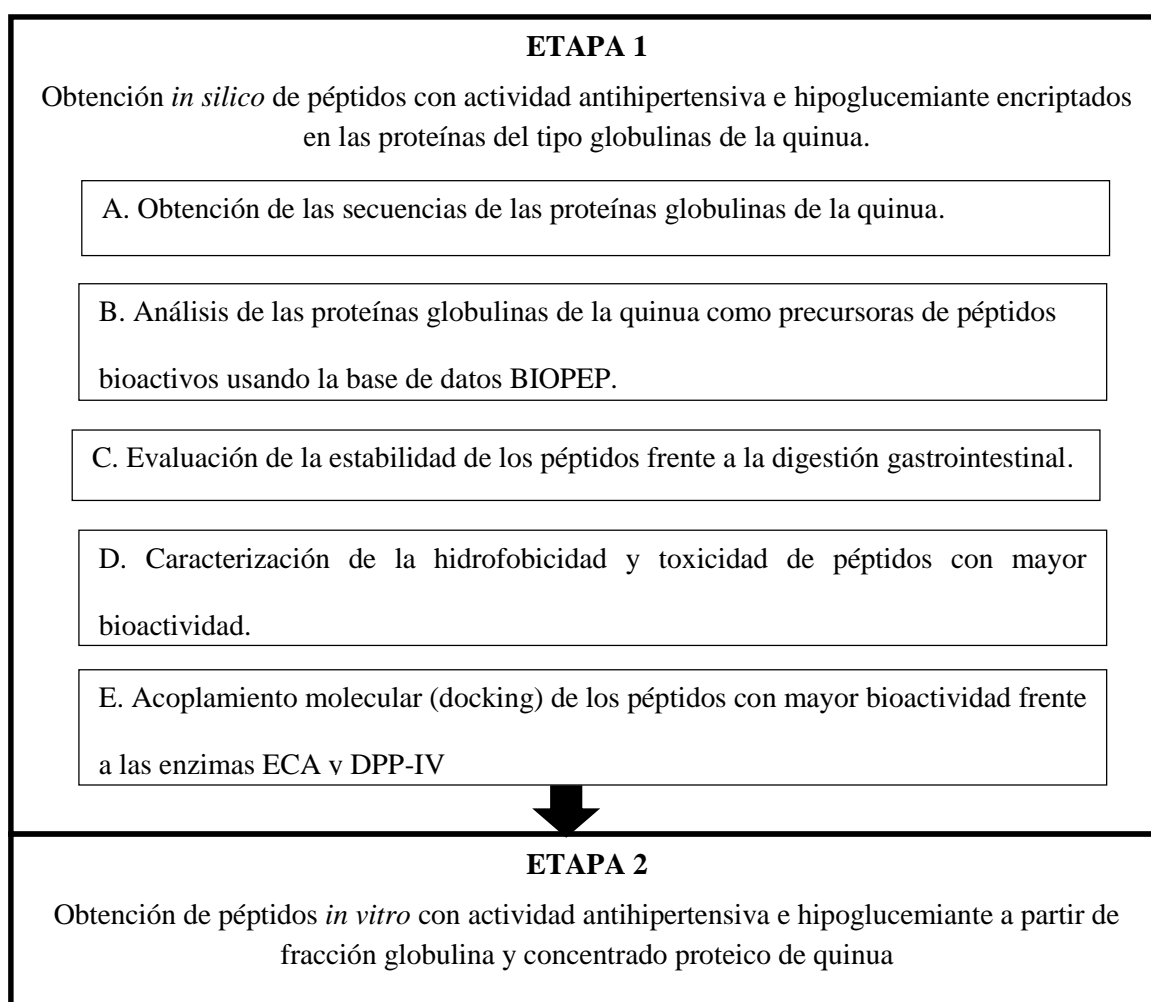 ETAPA 1
Obtención in silico de péptidos con actividad antihipertensiva e hipoglucemiante encriptados
en las proteínas del tipo globulinas de la quinua.
A. Obtención de las secuencias de las proteínas globulinas de la quinua.
B. Análisis de las proteínas globulinas de la quinua como precursoras de péptidos
bioactivos usando la base de datos BIOPEP.
C. Evaluación de la estabilidad de los péptidos frente a la digestión gastrointestinal.
D. Caracterización de la hidrofobicidad y toxicidad de péptidos con mayor
bioactividad.
E. Acoplamiento molecular (docking) de los péptidos con mayor bioactividad frente
a las enzimas ECA y DPP-IV
ETAPA 2
Obtención de péptidos in vitro con actividad antihipertensiva e hipoglucemiante a partir de
fracción globulina y concentrado proteico de quinua